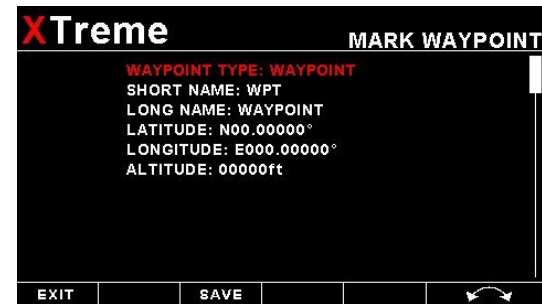 XTreme
MARK WAYPOINT
WAYPOINT TYPE: WAYPOINT
SHORT NAME: WPT
LONG NAME: WAYPOINT
LATITUDE: N00.00000°
LONGITUDE: E000.00000°
ALTITUDE: 00000ft
EXIT SAVE